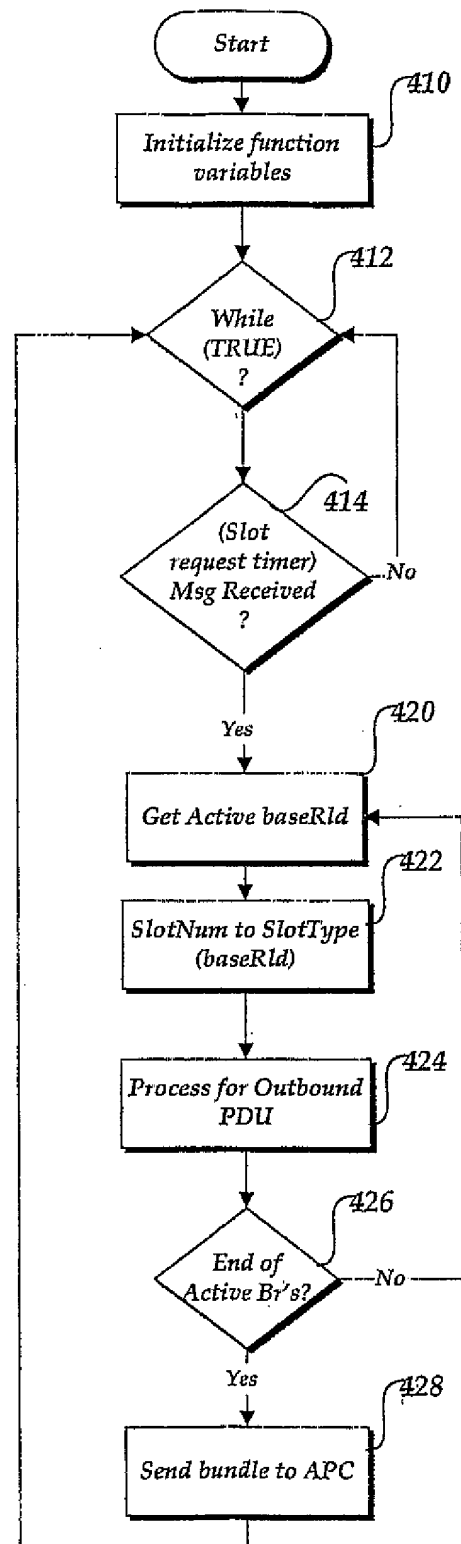 Start
410
Initialize function
variables
412
While
(TRUE)
?
414
(Slot
request timer)
Msg Received
?
No
Yes
420
Get Active baseRId
422
SlotNum to SlotType
(baseRId)
424
Process for Outbound
PDU
426
End of
Active Br's?
No
Yes
428
Send bundle to APC